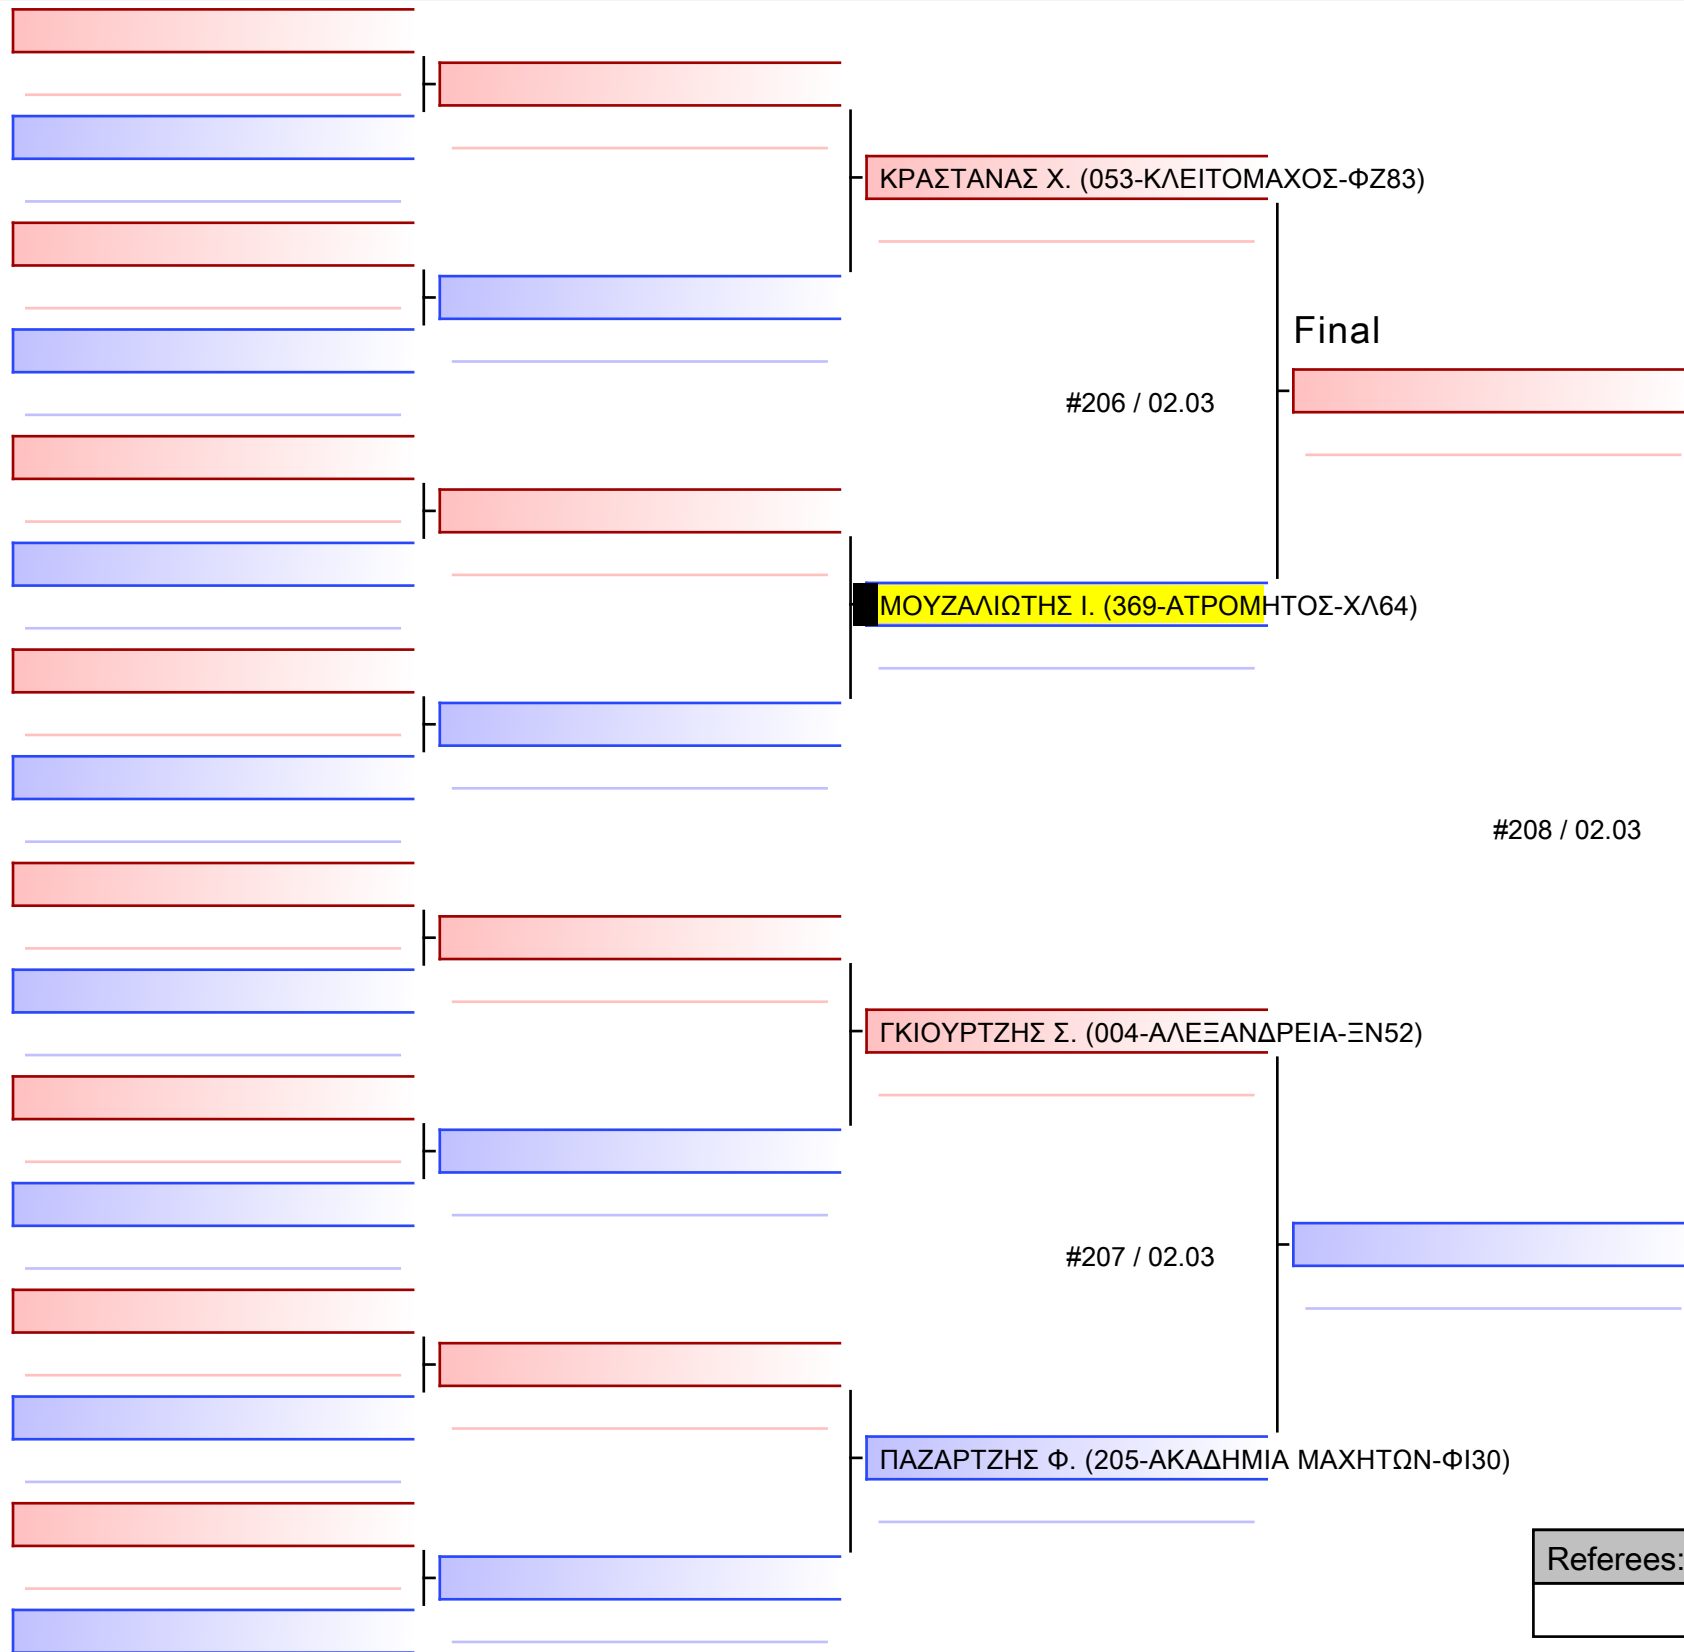 ΚΡΑΣΤΑΝΑΣ Χ. (053-ΚΛΕΙΤΟΜΑΧΟΣ-ΦΖ83)
Final
#206 / 02.03
ΜΟΥΖΑΛΙΩΤΗΣ Ι. (369-ΑΤΡΟΜΗΤΟΣ-ΧΛ64)
#208 / 02.03
ΓΚΙΟΥΡΤΖΗΣ Σ. (004-ΑΛΕΞΑΝΔΡΕΙΑ-ΞΝ52)
#207 / 02.03
ΠΑΖΑΡΤΖΗΣ Φ. (205-ΑΚΑΔΗΜΙΑ ΜΑΧΗΤΩΝ-ΦΙ30)
Referees: